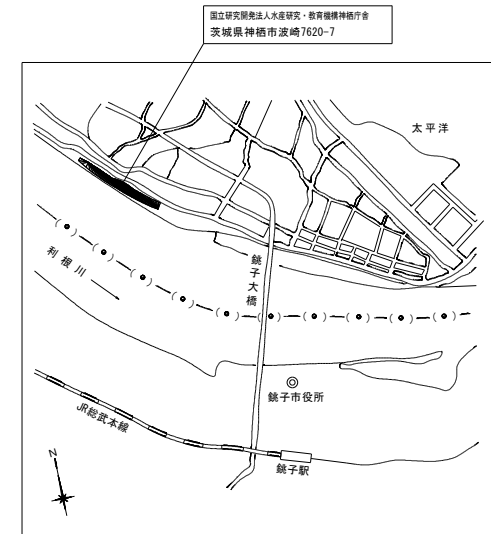 国立研究開発法人水産研究・教育機構神栖庁舎
茨城県神栖市波崎7620-7
太平洋
利根川
銚子大橋
銚子市役所
JR総武本線
銚子駅
N